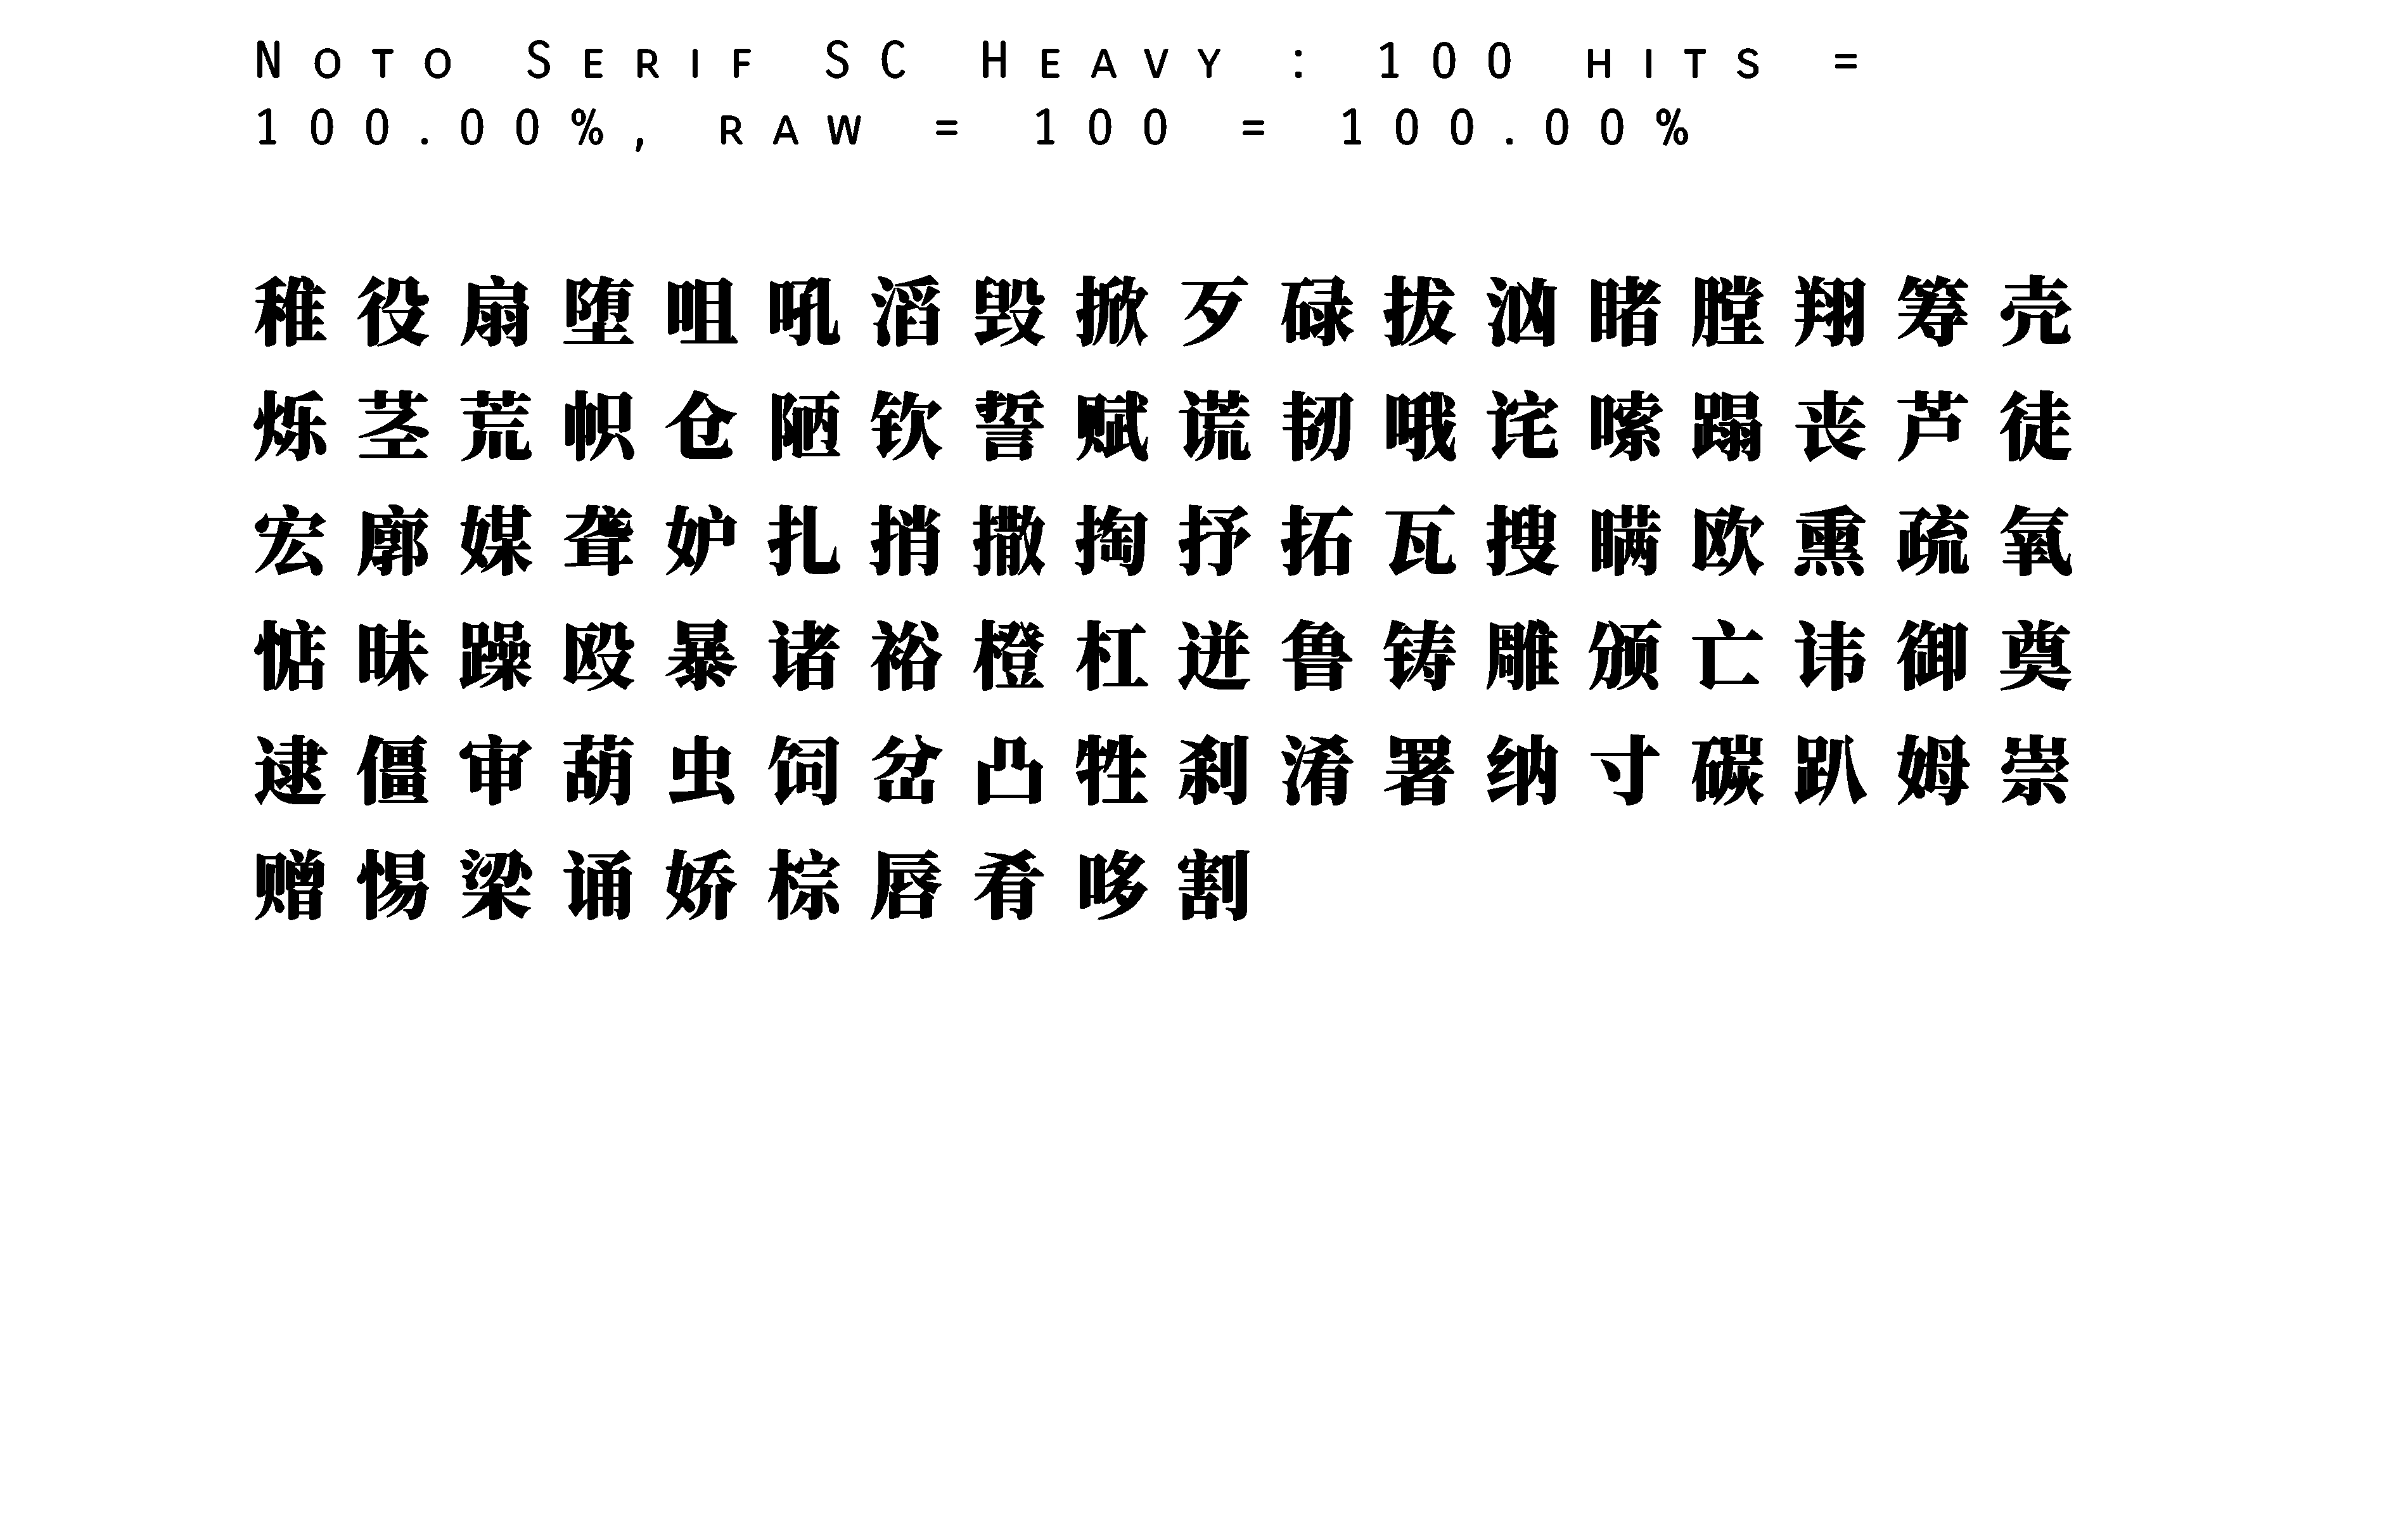 Noto Serif SC Heavy : 100 hits =
100.00%, raw = 100 = 100.00%
稚役扇堕咀吼滔毁掀歹碌拔汹睹膛翔筹壳
烁茎荒帜仓陋钦誓赋谎韧哦诧嗦蹋丧芦徒
宏廓媒聋妒扎捎撒掏抒拓瓦搜瞒欧熏疏氧
惦昧躁殴暴诸裕橙杠迸鲁铸雕颁亡讳御奠
逮僵审葫虫饲岔凸牲刹淆署纳寸碳趴姆崇
赠惕梁诵娇棕唇肴哆割